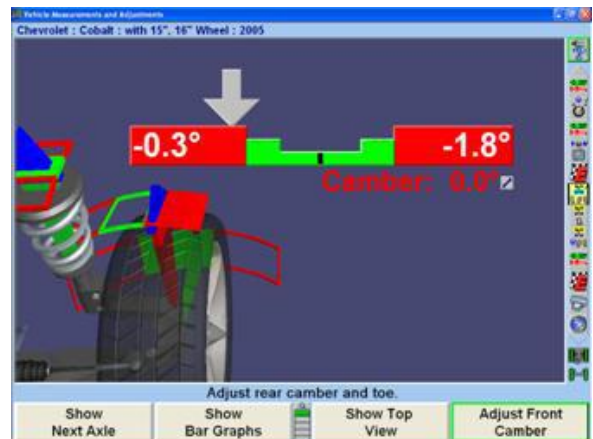 Vehicle Measurements and Adjustments
Chevrolet : Cobalt : with 15", 16" Wheel : 2005
-0.3° -1.8°
Camber: 0.0°
Adjust rear camber and toe.
Show Next Axle
Show Bar Graphs
Show Top View
Adjust Front Camber